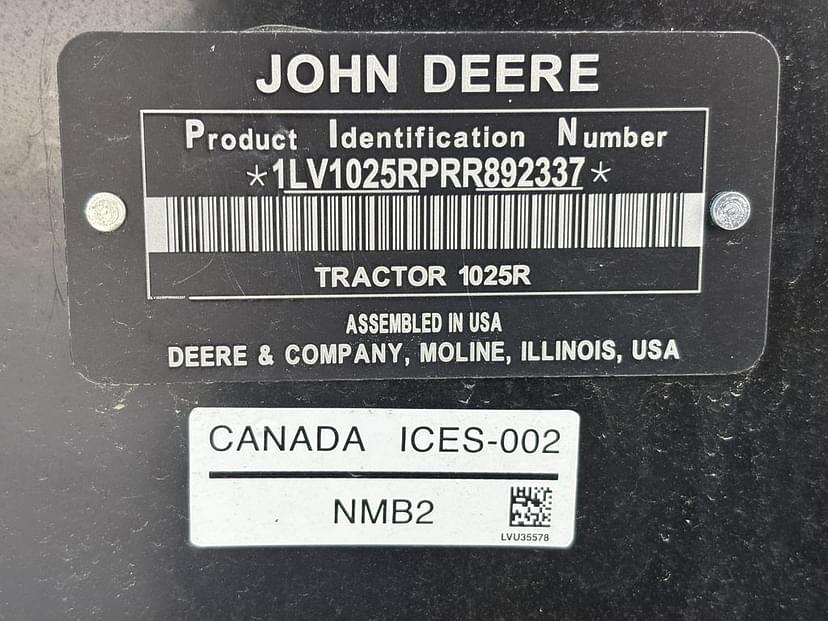 JOHN DEERE
Product Identification Number
*1LV1025RPRR892337*
TRACTOR 1025R
ASSEMBLED IN USA
DEERE & COMPANY, MOLINE, ILLINOIS, USA
CANADA ICES-002
NMB2
LVU35578